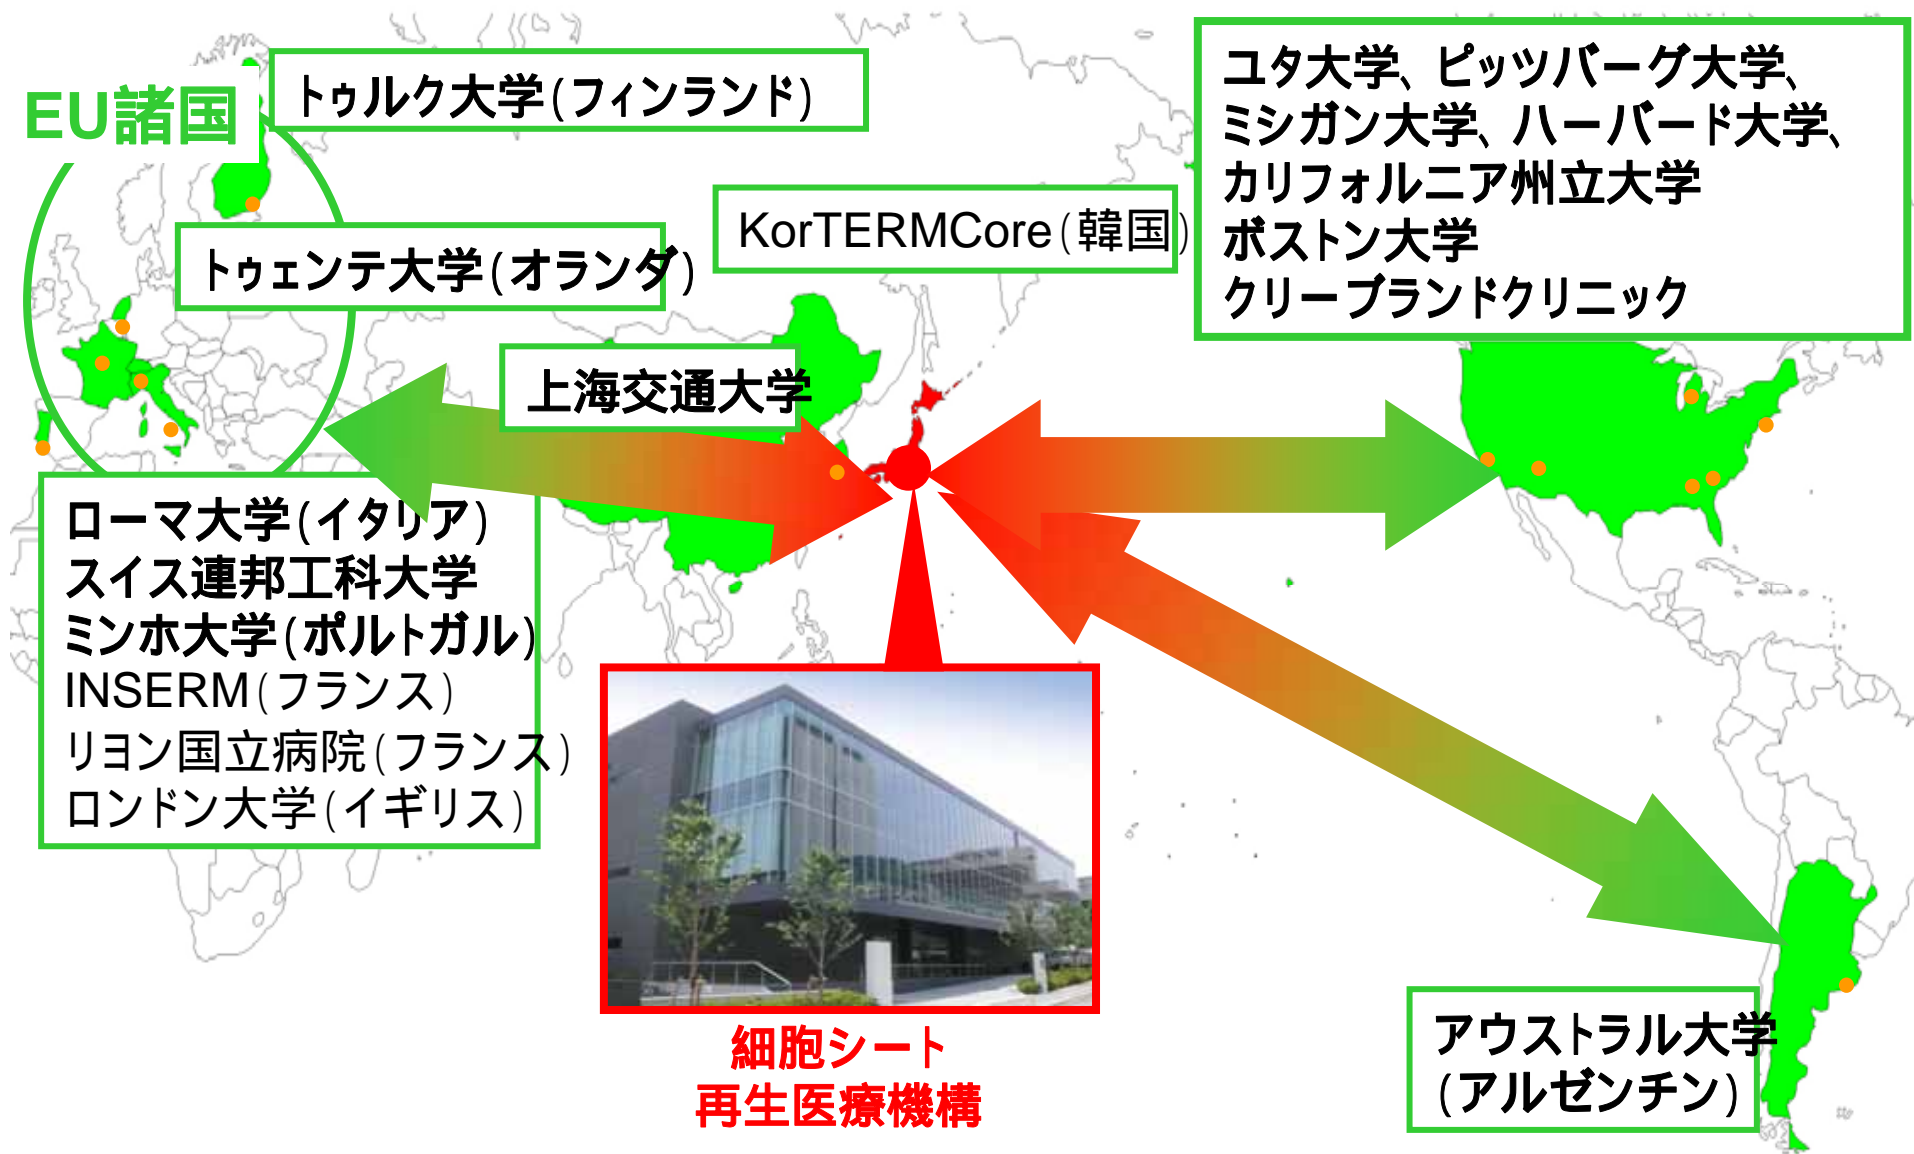 EU諸国
トゥルク大学(フィンランド)
トゥェンテ大学(オランダ)
KorTERMCore(韓国)
上海交通大学
ユタ大学、ピッツバーグ大学、
ミシガン大学、ハーバード大学、
カリフォルニア州立大学
ボストン大学
クリーブランドクリニック
ローマ大学(イタリア)
スイス連邦工科大学
ミンホ大学(ポルトガル)
INSERM(フランス)
リヨン国立病院(フランス)
ロンドン大学(イギリス)
細胞シート
再生医療機構
アウストラル大学
(アルゼンチン)